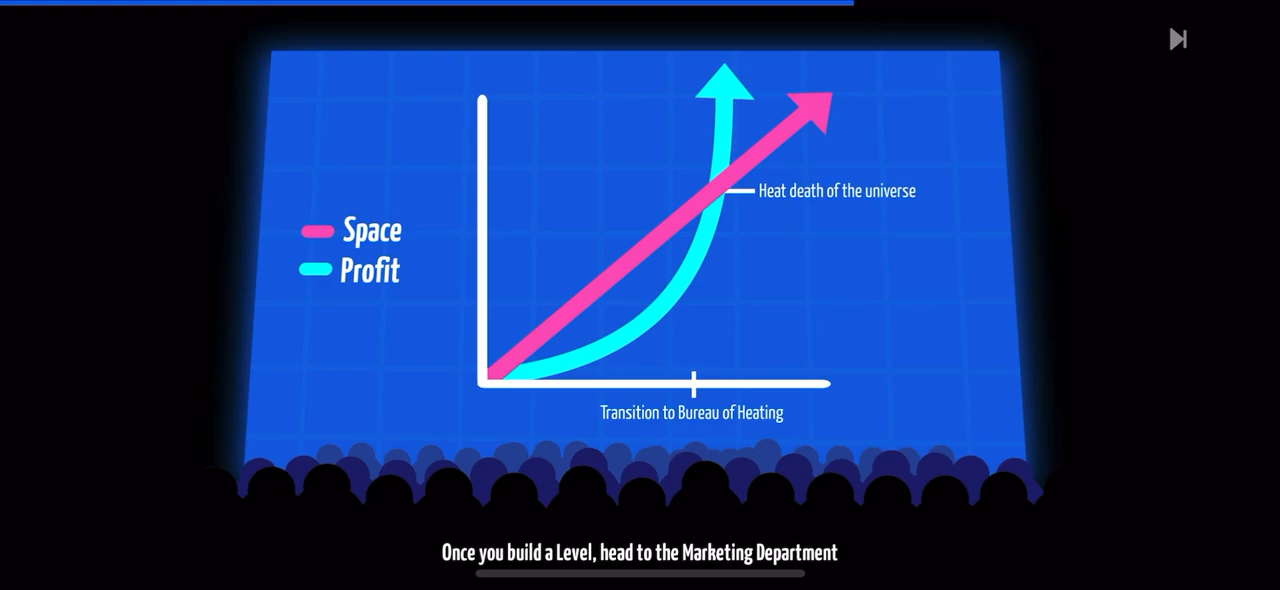 Space
Profit
Heat death of the universe
Transition to Bureau of Heating
Once you build a Level, head to the Marketing Department